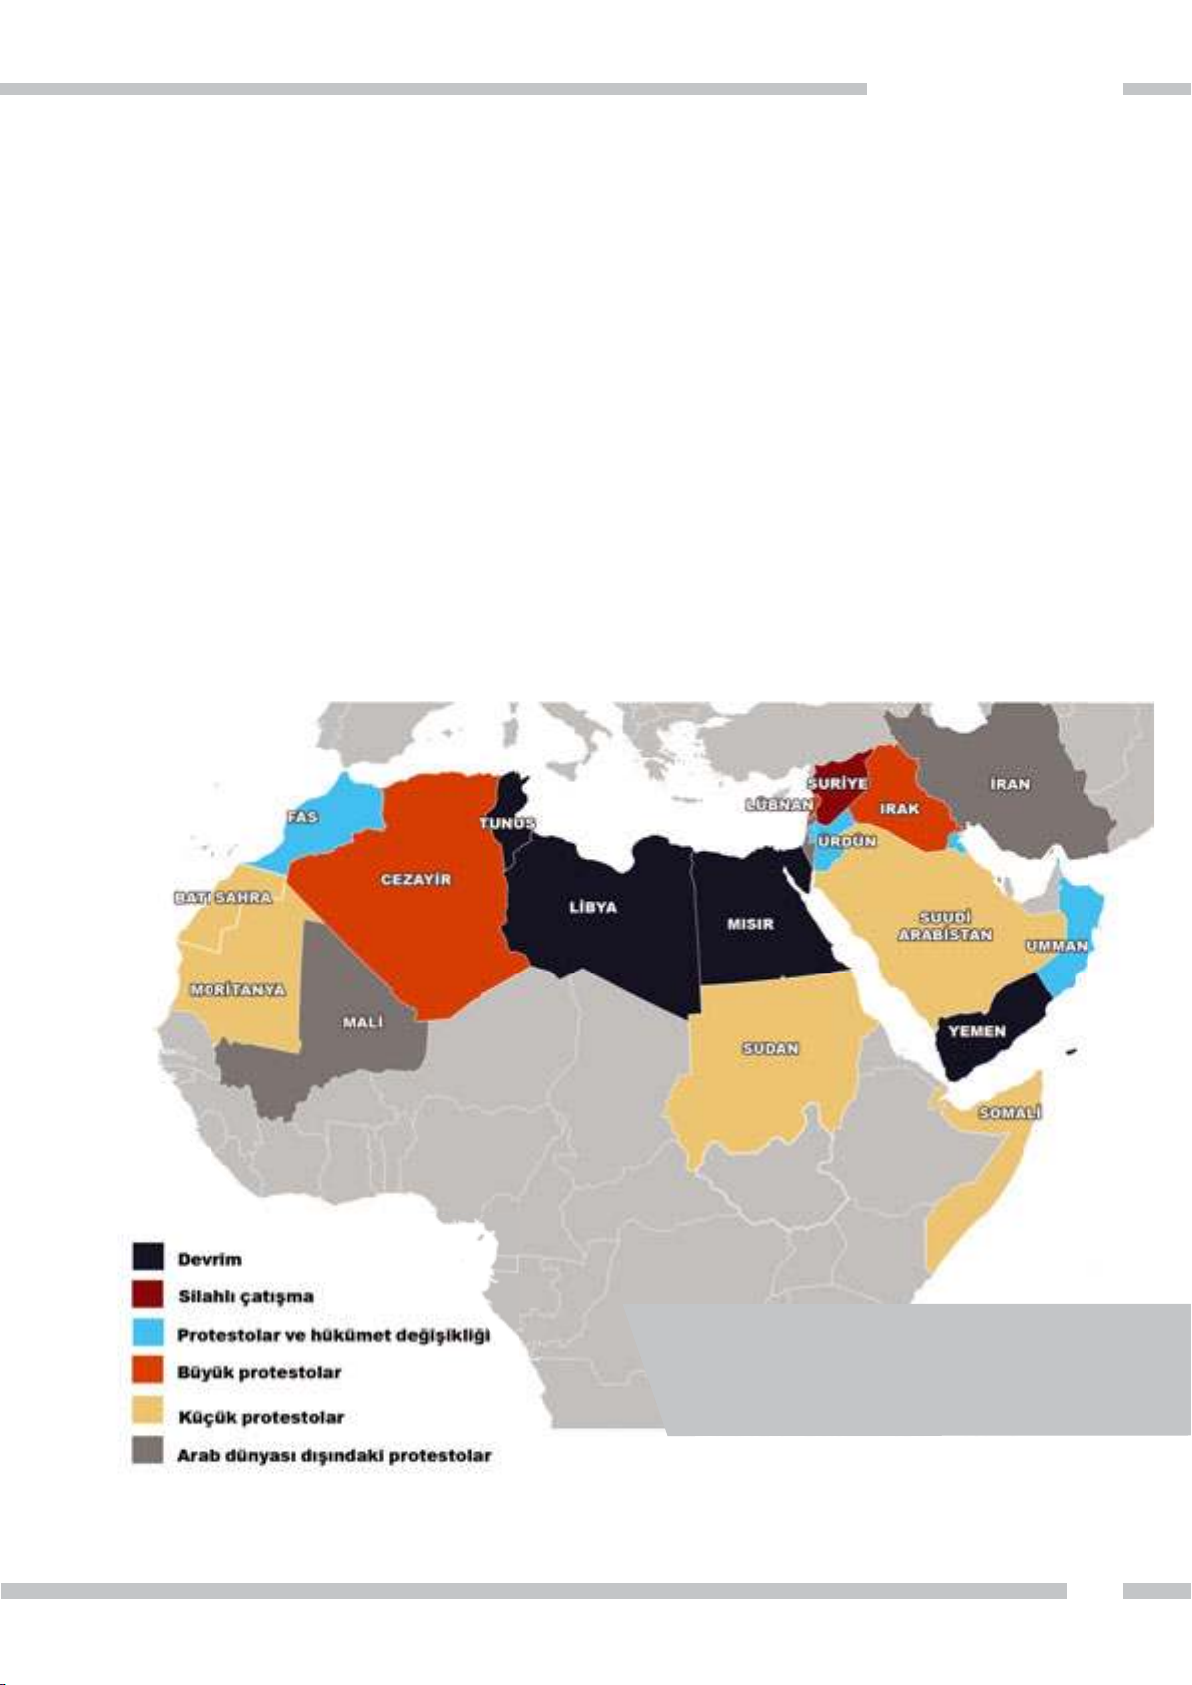 İRAN
SURİYE
LÜBNAN
IRAK
FAS
TUNUS
ÜRDÜN
CEZAYİR
BATI SAHRA
LİBYA
MISIR
SUUDİ
ARABİSTAN
UMMAN
MORİTANYA
MALİ
YEMEN
SUDAN
SOMALİ
Devrim
Silahlı çatışma
Protestolar ve hükümet değişikliği
Büyük protestolar
Küçük protestolar
Arab dünyası dışındaki protestolar